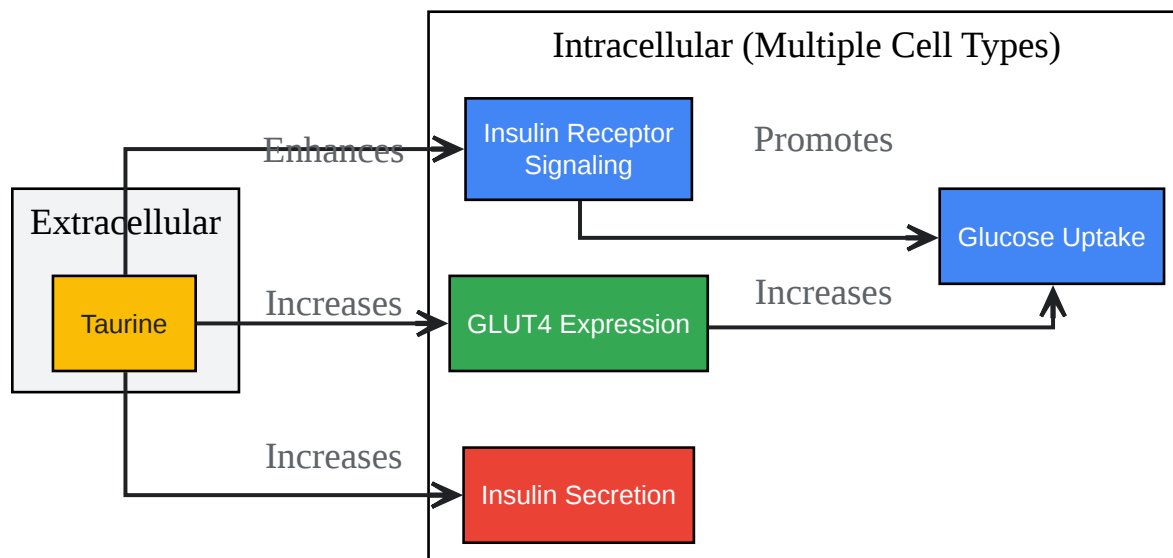 Intracellular (Multiple Cell Types)
Enhances
Insulin Receptor
Signaling
Promotes
Extracellular
Glucose Uptake
Taurine
Increases
GLUT4 Expression
Increases
Increases
Insulin Secretion